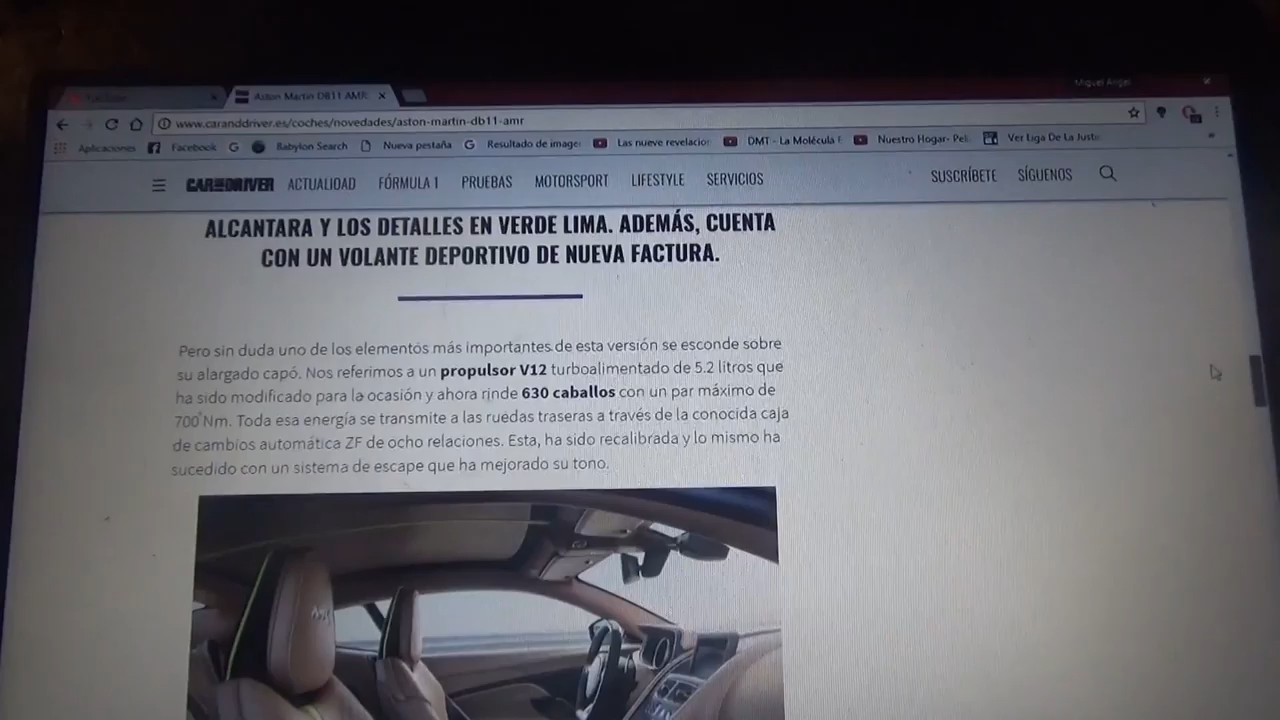 Miguel Angel
Aston Martin DB11 AMR
www.caranddriver.es/coches/novedades/aston-martin-db11-amr
Aplicaciones Facebook Babylon Search Nueva pestaña Resultado de image Las nueve revelacion DMT - La Molécula Nuestro Hogar- Pel Ver Liga De La Justi
CAR AND DRIVER ACTUALIDAD FÓRMULA 1 PRUEBAS MOTORSPORT LIFESTYLE SERVICIOS SUSCRÍBETE SÍGUENOS
ALCANTARA Y LOS DETALLES EN VERDE LIMA. ADEMÁS, CUENTA
CON UN VOLANTE DEPORTIVO DE NUEVA FACTURA.
Pero sin duda uno de los elementos más importantes de esta versión se esconde sobre
su alargado capó. Nos referimos a un propulsor V12 turboalimentado de 5.2 litros que
ha sido modificado para la ocasión y ahora rinde 630 caballos con un par máximo de
700 Nm. Toda esa energía se transmite a las ruedas traseras a través de la conocida caja
de cambios automática ZF de ocho relaciones. Esta, ha sido recalibrada y lo mismo ha
sucedido con un sistema de escape que ha mejorado su tono.